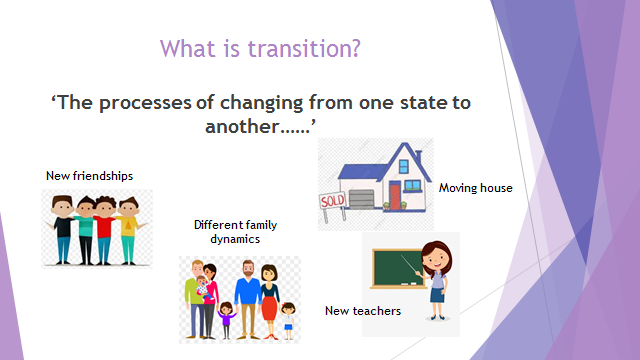 What is transition?
‘The processes of changing from one state to
another......’
New friendships
Different family
dynamics
SOLD
Moving house
New teachers